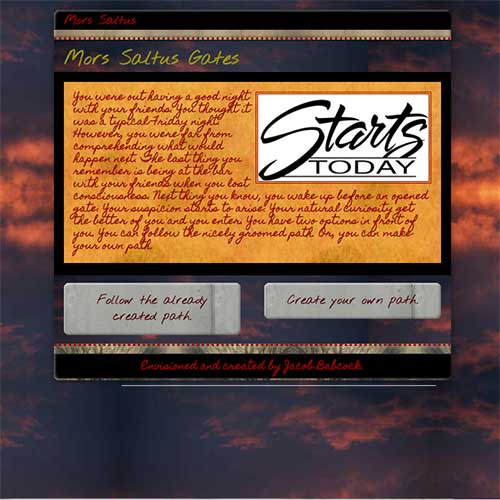 Mors Saltus
Mors Saltus Gates
You were out having a good night
with your friends. You thought it
was a typical Friday night.
However, you were far from
comprehending what would
happen next. The last thing you
remember is being at the bar
with your friends when you lost
consciousness. Next thing you know, you wake up before an opened
gate. Your suspicion starts to arise. Your natural curiosity gets
the better of you and you enter. You have two options in front of
you. You can follow the nicely groomed path. Or, you can make
your own path.
Starts
TODAY
Follow the already
created path.
Create your own path.
Envisioned and created by Jacob Babcock.